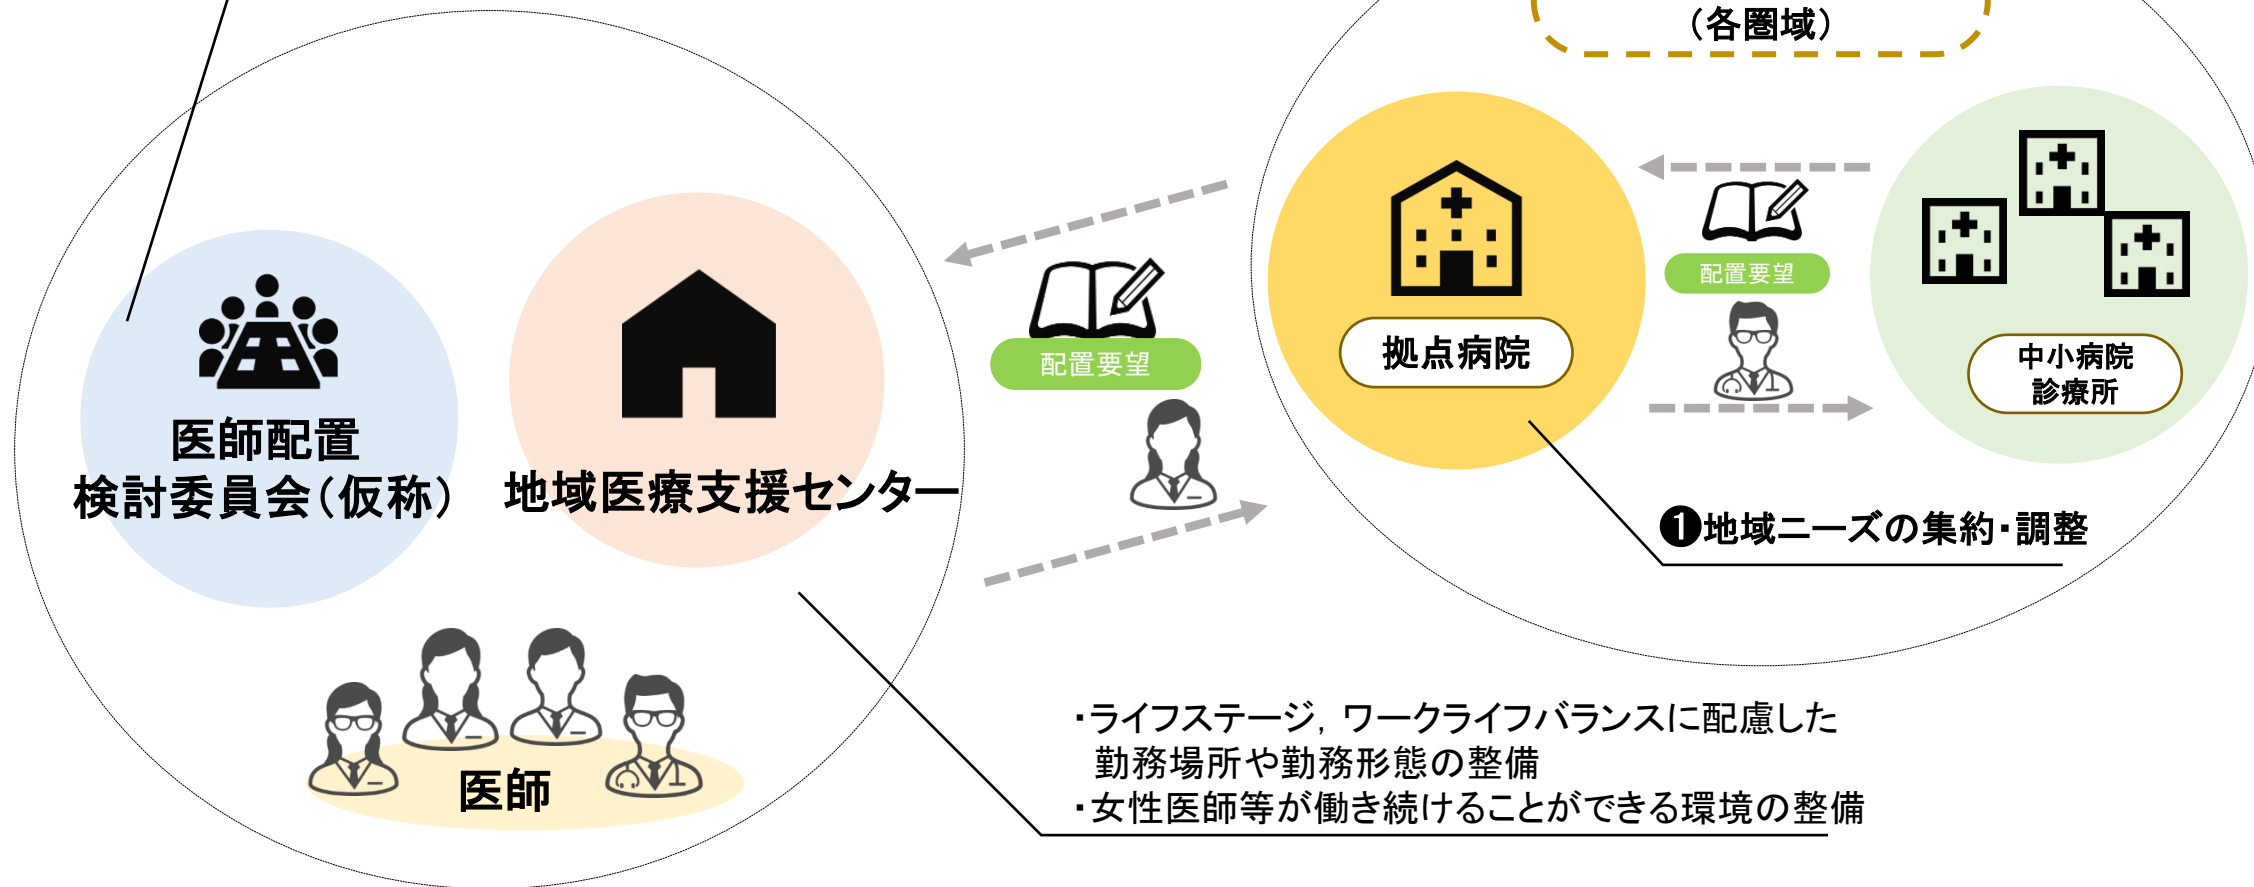 （各圏域）
配置要望
拠点病院
中小病院
診療所
❶地域ニーズの集約・調整
配置要望
医師配置
検討委員会（仮称）
地域医療支援センター
医師
・ライフステージ，ワークライフバランスに配慮した
勤務場所や勤務形態の整備
・女性医師等が働き続けることができる環境の整備